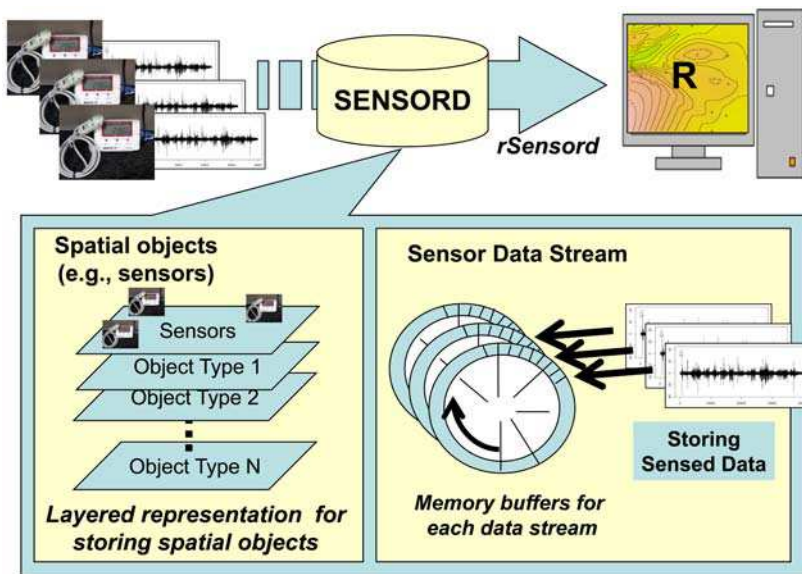 SENSORD
R
rSensord
Spatial objects
(e.g., sensors)
Sensors
Object Type 1
Object Type 2
Object Type N
Layered representation for
storing spatial objects
Sensor Data Stream
Storing
Sensed Data
Memory buffers for
each data stream